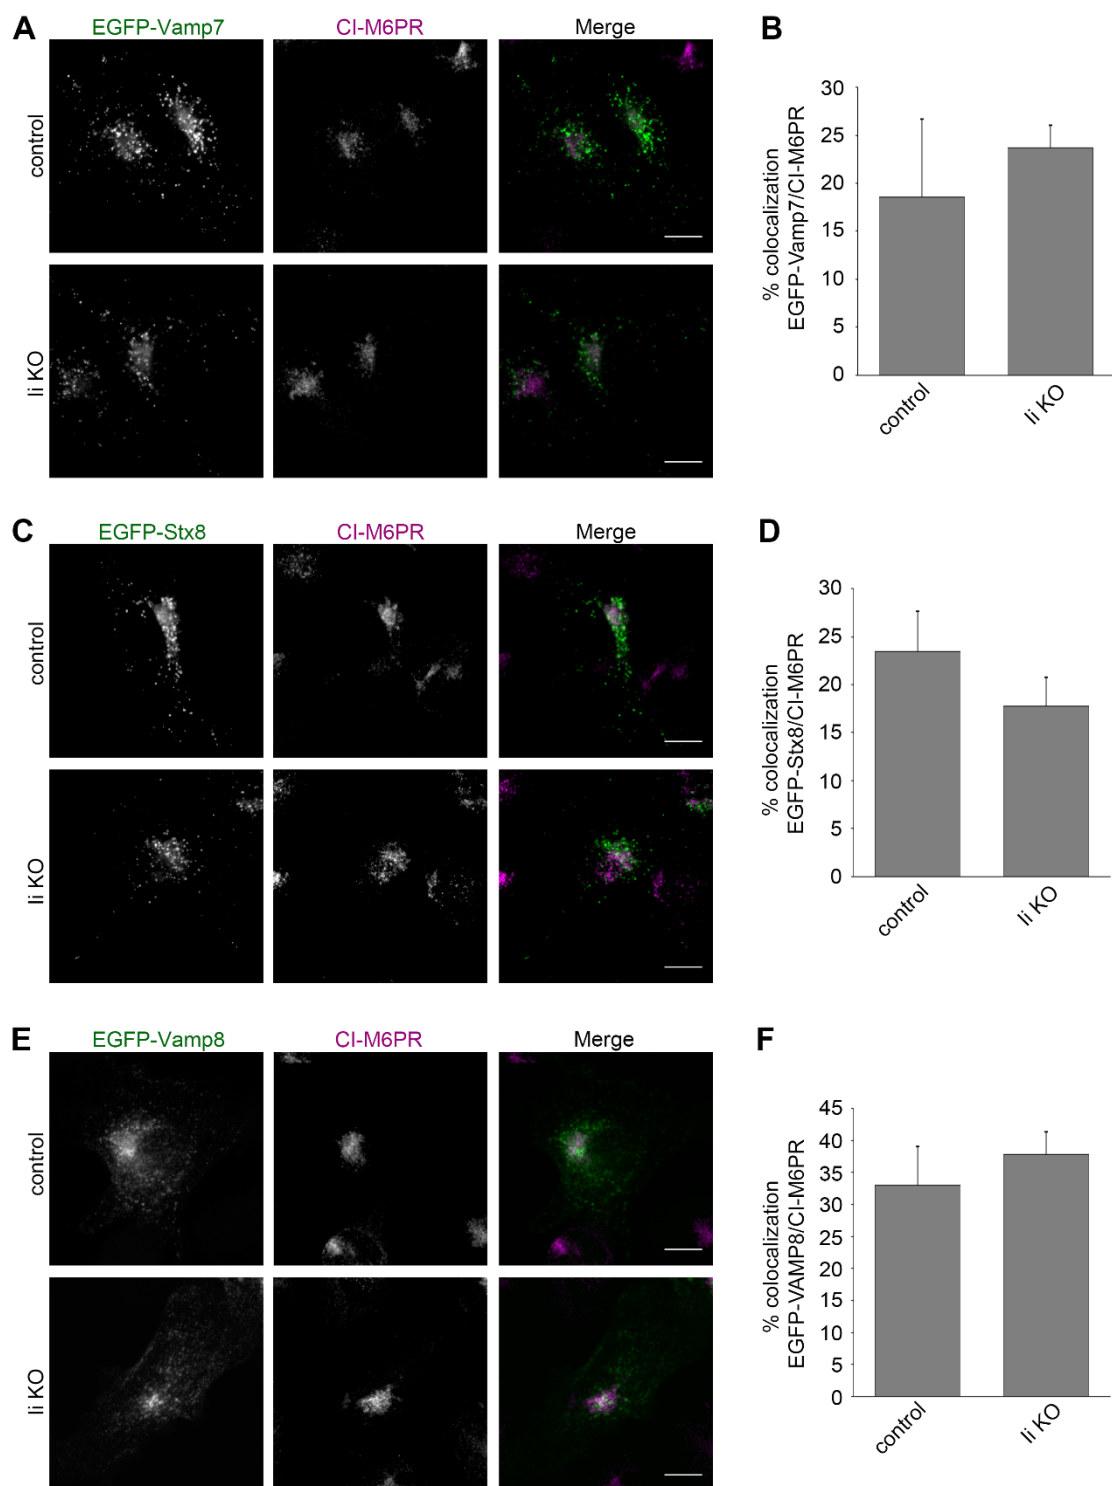 A
EGFP-Vamp7 CI-M6PR Merge
control
Ii KO
B
% colocalization
EGFP-Vamp7/CI-M6PR
30
25
20
15
10
5
0
control Ii KO
C
EGFP-Stx8 CI-M6PR Merge
control
Ii KO
D
% colocalization
EGFP-Stx8/CI-M6PR
30
25
20
15
10
5
0
control Ii KO
E
EGFP-Vamp8 CI-M6PR Merge
control
Ii KO
F
% colocalization
EGFP-VAMP8/CI-M6PR
45
40
35
30
25
20
15
10
5
0
control Ii KO